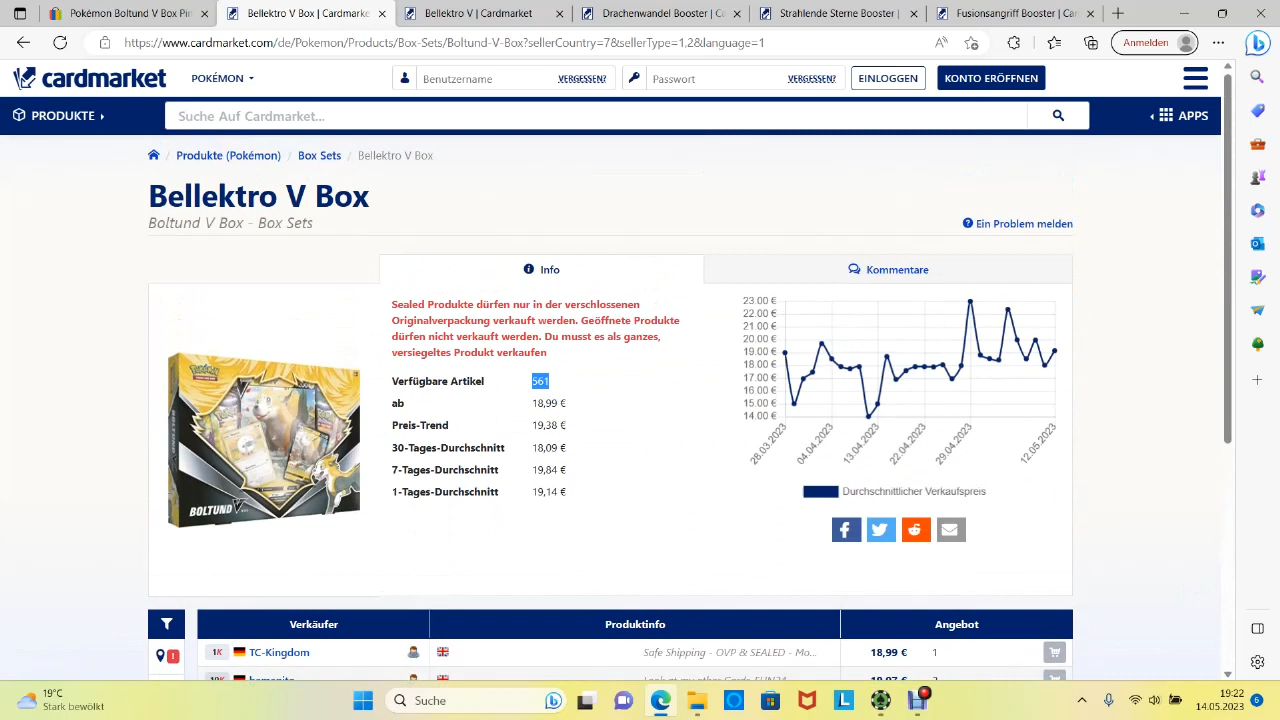 Pokémon Box V Booster Pin
Bellektro V Box | Cardmarket
Bellektro V | Cardmarket
Drachenwandel Booster | Ca
Strahlende Sterne Booster |
Fusionsangriff Booster | Car
https://www.cardmarket.com/de/Pokemon/Products/Box-Sets/Boltund-V-Box?sellerCountry=7&sellerType=1,2&language=1
Anmelden
cardmarket
POKÉMON
Benutzername
VERGESSEN?
Passwort
VERGESSEN?
EINLOGGEN
KONTO ERÖFFNEN
PRODUKTE
Suche Auf Cardmarket...
APPS
/ Produkte (Pokémon) / Box Sets / Bellektro V Box
Bellektro V Box
Boltund V Box - Box Sets
Ein Problem melden
Info
Kommentare
Sealed Produkte dürfen nur in der verschlossenen
Originalverpackung verkauft werden. Geöffnete Produkte
dürfen nicht verkauft werden. Du musst es als ganzes,
versiegeltes Produkt verkaufen
Verfügbare Artikel 561
ab 18,99 €
Preis-Trend 19,38 €
30-Tages-Durchschnitt 18,09 €
7-Tages-Durchschnitt 19,84 €
1-Tages-Durchschnitt 19,14 €
BOLTUND V
23.00 €
22.00 €
21.00 €
20.00 €
19.00 €
18.00 €
17.00 €
16.00 €
15.00 €
14.00 €
28.03.2023
04.04.2023
13.04.2023
22.04.2023
29.04.2023
12.05.2023
Durchschnittlicher Verkaufspreis
Verkäufer
Produktinfo
Angebot
1K TC-Kingdom Safe Shipping - OVP & SEALED - Mo... 18,99 € 1
19°C
Stark bewölkt
Suche
19:22
14.05.2023
6